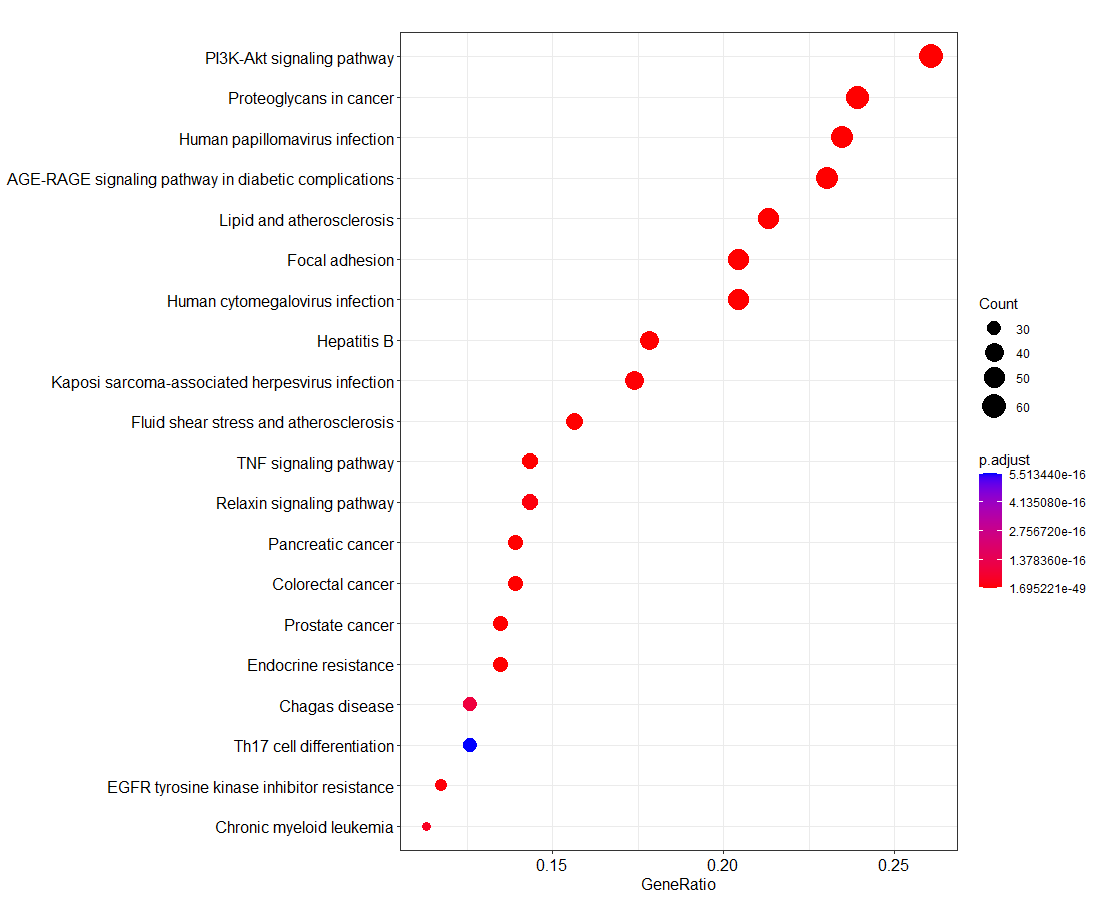 PI3K-Akt signaling pathway
Proteoglycans in cancer
Human papillomavirus infection
AGE-RAGE signaling pathway in diabetic complications
Lipid and atherosclerosis
Focal adhesion
Human cytomegalovirus infection
Hepatitis B
Kaposi sarcoma-associated herpesvirus infection
Fluid shear stress and atherosclerosis
TNF signaling pathway
Relaxin signaling pathway
Pancreatic cancer
Colorectal cancer
Prostate cancer
Endocrine resistance
Chagas disease
Th17 cell differentiation
EGFR tyrosine kinase inhibitor resistance
Chronic myeloid leukemia
0.15 0.20 0.25
GeneRatio
Count
30
40
50
60
p.adjust
5.513440e-16
4.135080e-16
2.756720e-16
1.378360e-16
1.695221e-49